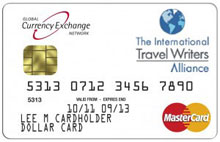 GLOBAL
Currency Exchange
NETWORK
The International
Travel Writers
Alliance
5313 0712 3456 7890
5313
VALID FROM - EXPIRES END
10/11 09/13
LEE M CARDHOLDER
DOLLAR CARD
MasterCard